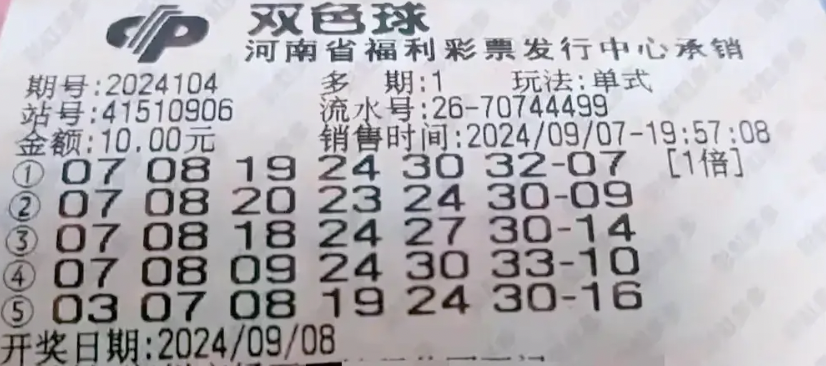 双色球
河南省福利彩票发行中心承销
期号:2024104 多 期:1 玩法:单式
站号:41510906 流水号:26-70744499
金额:10.00元 销售时间:2024/09/07-19:57:08
① 07 08 19 24 30 32-07 [1倍]
② 07 08 20 23 24 30-09
③ 07 08 18 24 27 30-14
④ 07 08 09 24 30 33-10
⑤ 03 07 08 19 24 30-16
开奖日期:2024/09/08